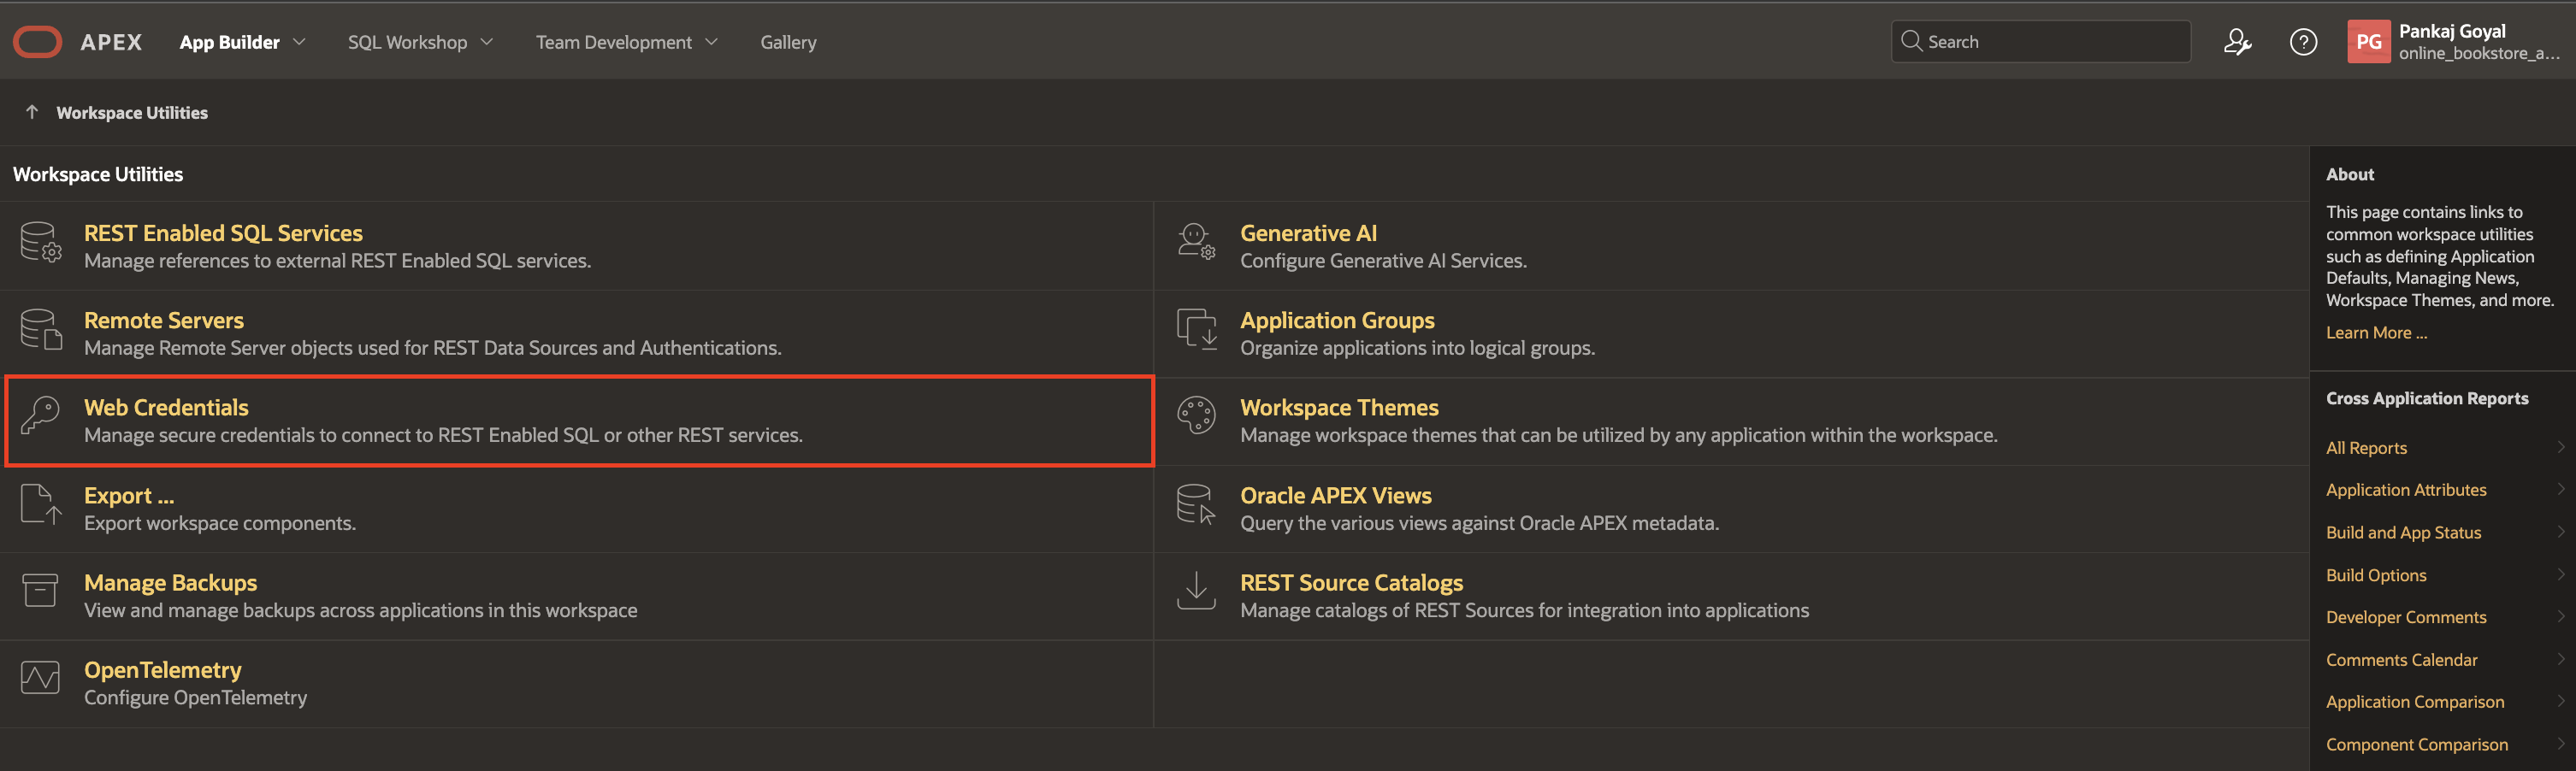 APEX
App Builder
SQL Workshop
Team Development
Gallery
Search
PG
Pankaj Goyal
online_bookstore_a...
Workspace Utilities
Workspace Utilities
REST Enabled SQL Services
Manage references to external REST Enabled SQL services.
Remote Servers
Manage Remote Server objects used for REST Data Sources and Authentications.
Web Credentials
Manage secure credentials to connect to REST Enabled SQL or other REST services.
Export ...
Export workspace components.
Manage Backups
View and manage backups across applications in this workspace
OpenTelemetry
Configure OpenTelemetry
Generative AI
Configure Generative AI Services.
Application Groups
Organize applications into logical groups.
Workspace Themes
Manage workspace themes that can be utilized by any application within the workspace.
Oracle APEX Views
Query the various views against Oracle APEX metadata.
REST Source Catalogs
Manage catalogs of REST Sources for integration into applications
About
This page contains links to
common workspace utilities
such as defining Application
Defaults, Managing News,
Workspace Themes, and more.
Learn More ...
Cross Application Reports
All Reports
Application Attributes
Build and App Status
Build Options
Developer Comments
Comments Calendar
Application Comparison
Component Comparison